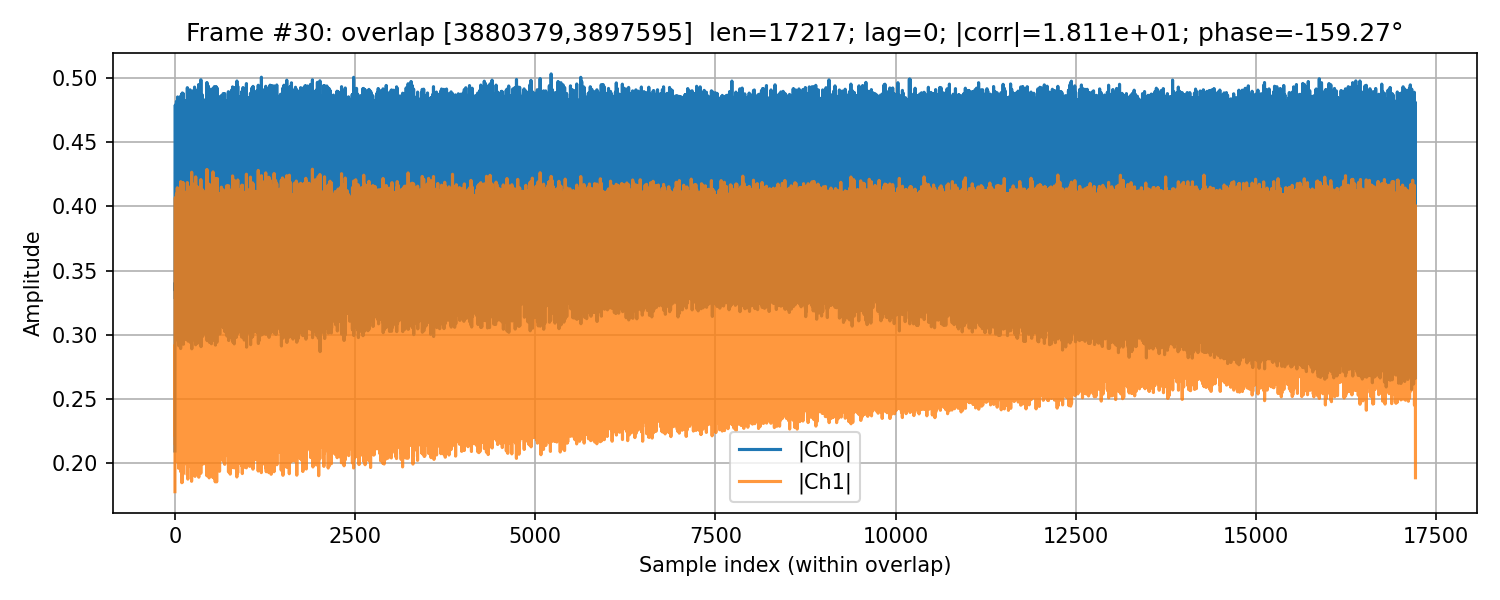 Frame #30: overlap [3880379,3897595]  len=17217; lag=0; |corr|=1.811e+01; phase=-159.27°
0.50
0.45
0.40
0.35
0.30
0.25
0.20
Amplitude
|Ch0|
|Ch1|
0 2500 5000 7500 10000 12500 15000 17500
Sample index (within overlap)